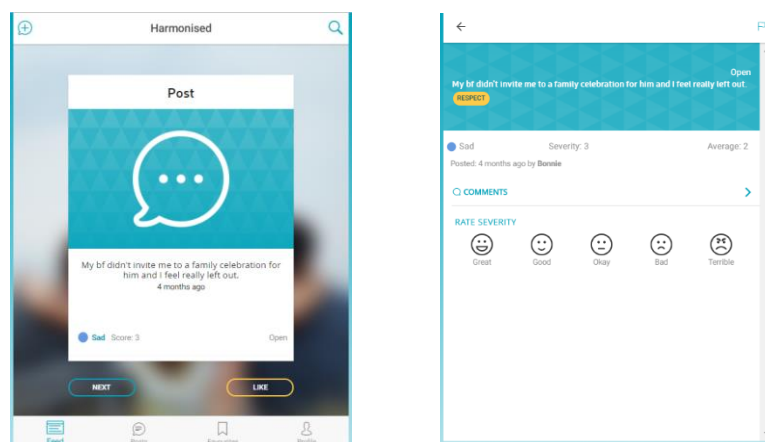 Harmonised
Post
My bf didn't invite me to a family celebration for
him and I feel really left out.
4 months ago
Sad Score: 3 Open
NEXT LIKE
Feed Posts Favourites Profile
Open
My bf didn't invite me to a family celebration for him and I feel really left out.
RESPECT
Sad Severity: 3 Average: 2
Posted: 4 months ago by Bonnie
COMMENTS
RATE SEVERITY
Great Good Okay Bad Terrible